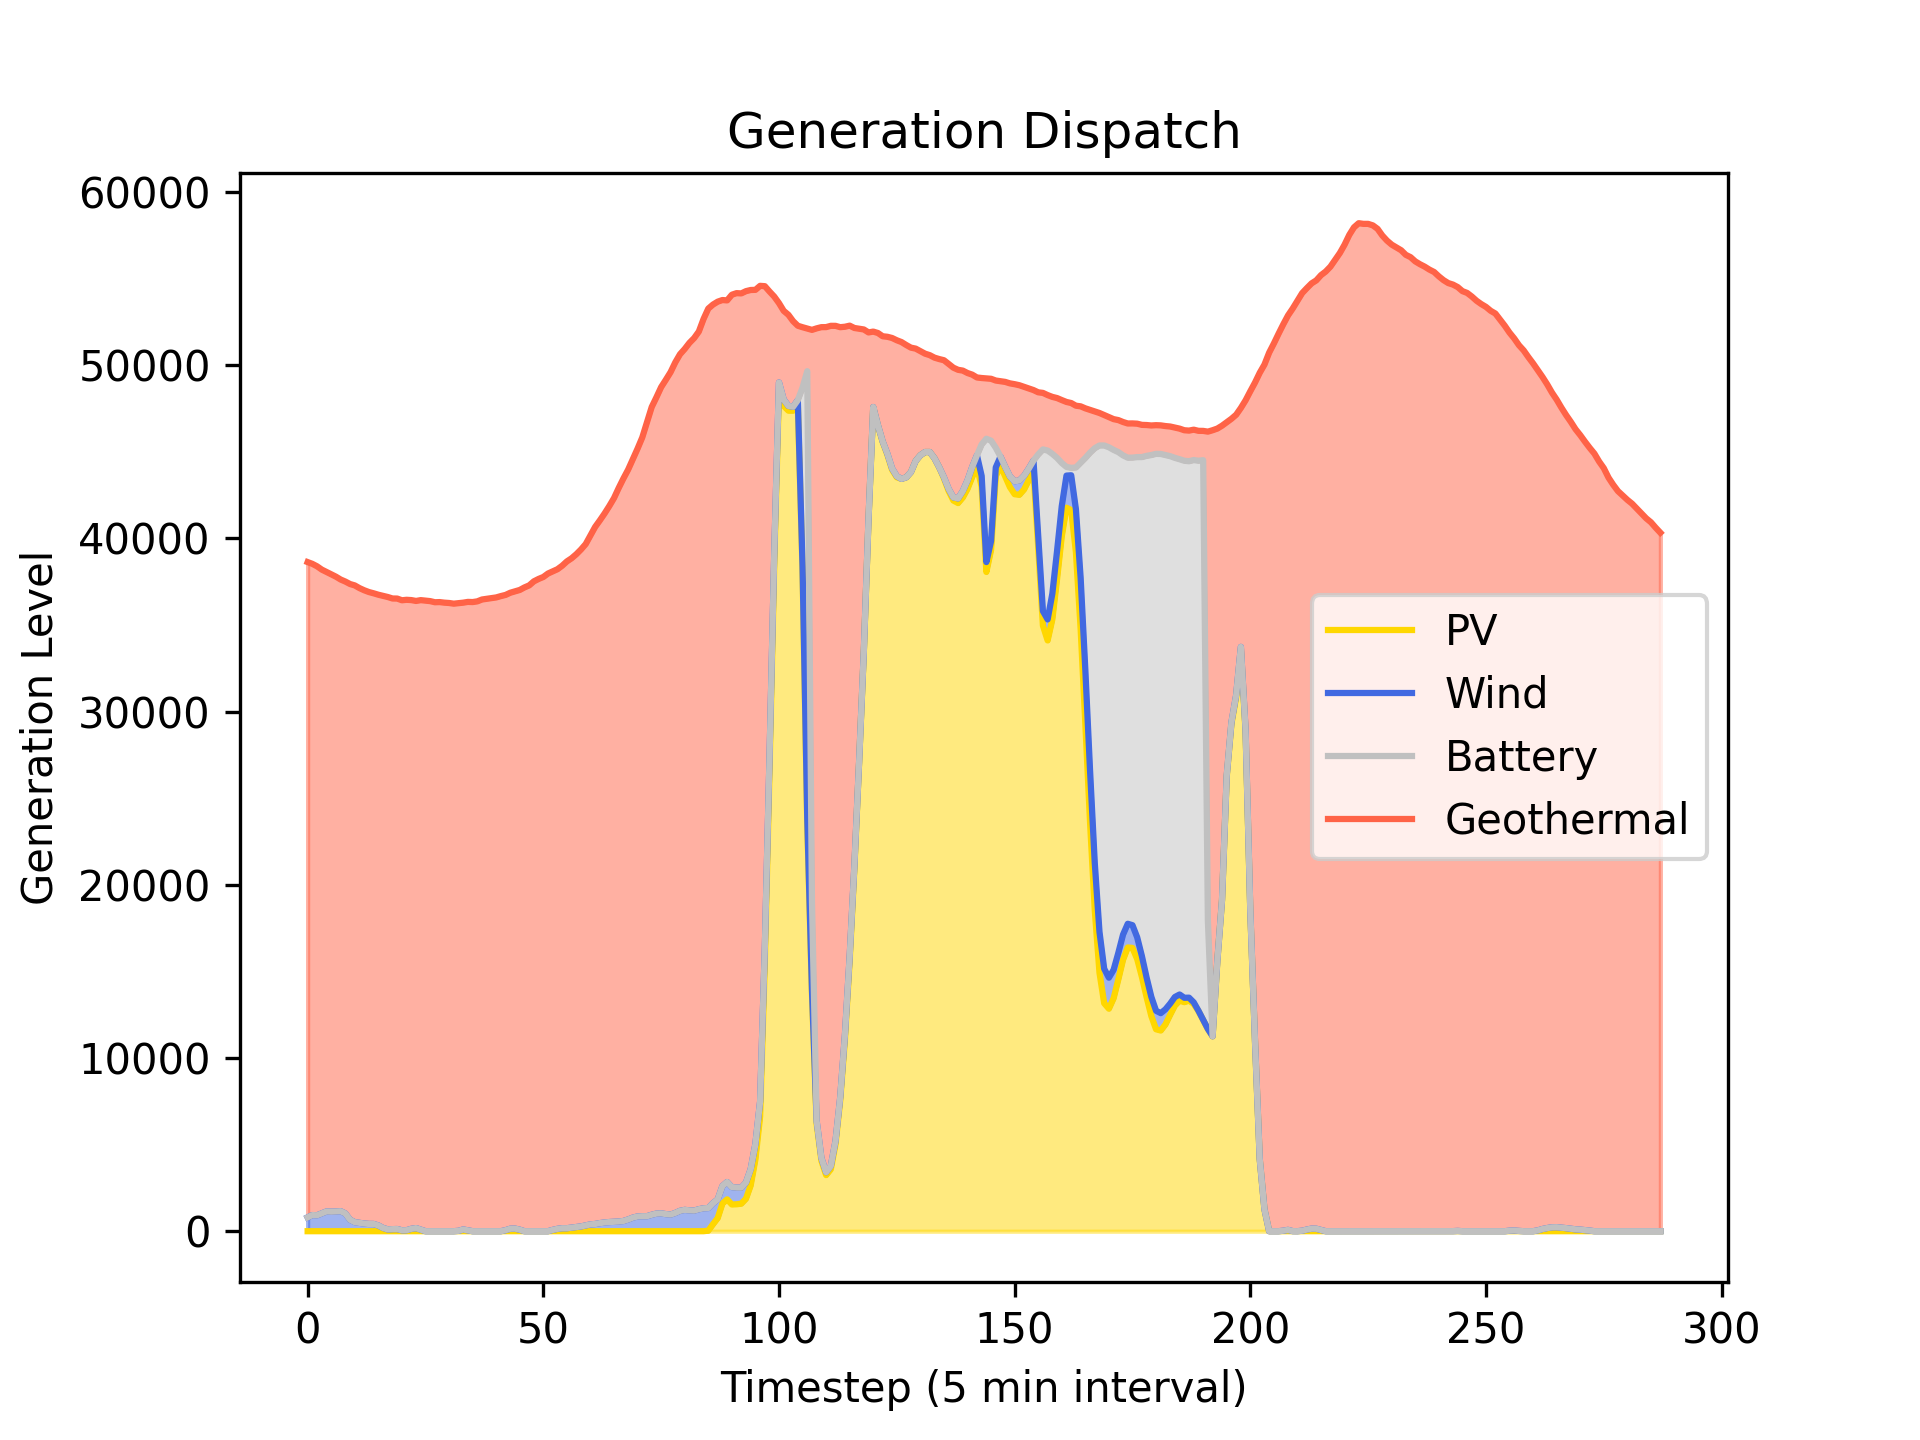 Generation Dispatch
Generation Level
60000
50000
40000
30000
20000
10000
0
PV
Wind
Battery
Geothermal
0 50 100 150 200 250 300
Timestep (5 min interval)